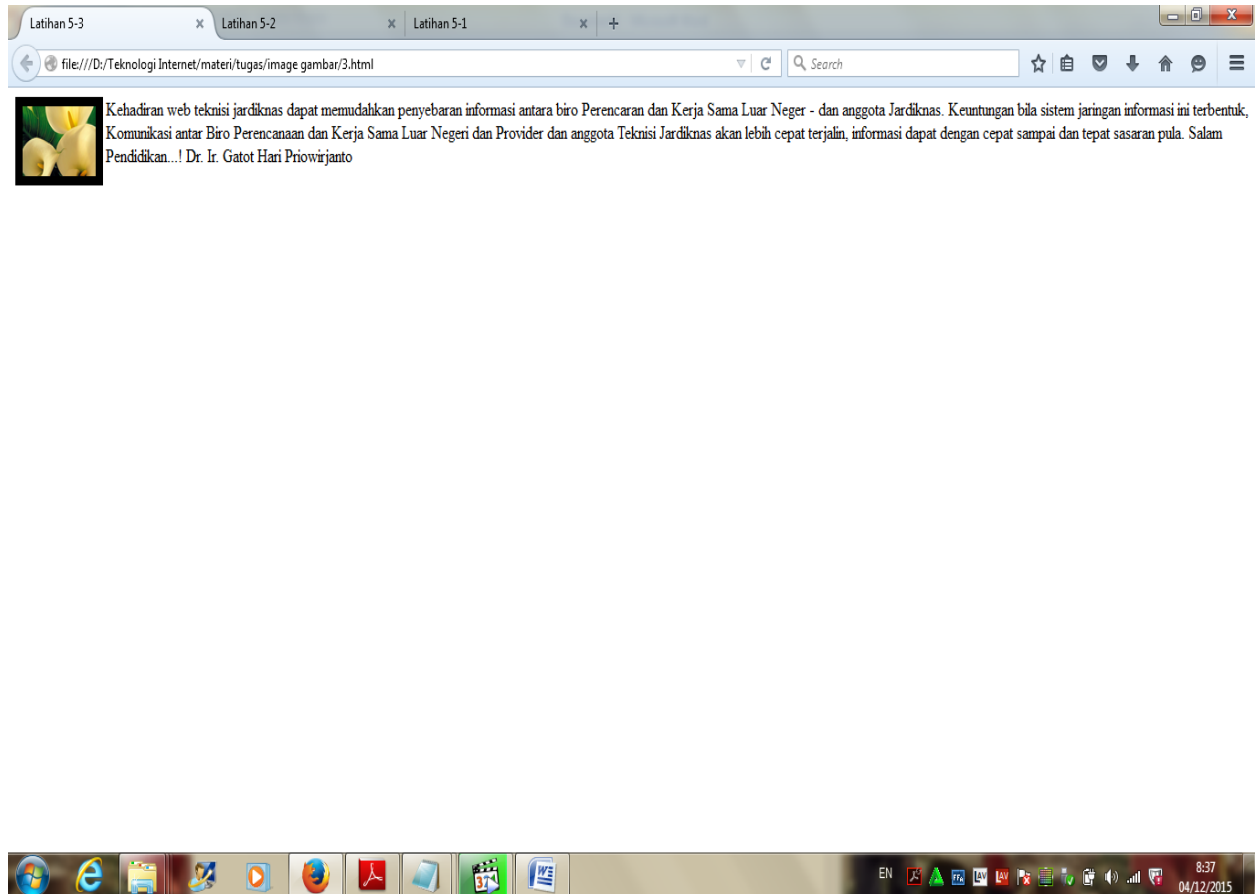 Latihan 5-3
Latihan 5-2
Latihan 5-1
file:///D:/Teknologi Internet/materi/tugas/image gambar/3.html
Search
Kehadiran web teknisi jardiknas dapat memudahkan penyebaran informasi antara biro Perencaran dan Kerja Sama Luar Neger - dan anggota Jardiknas. Keuntungan bila sistem jaringan informasi ini terbentuk,
Komunikasi antar Biro Perencanaan dan Kerja Sama Luar Negeri dan Provider dan anggota Teknisi Jardiknas akan lebih cepat terjalin, informasi dapat dengan cepat sampai dan tepat sasaran pula. Salam
Pendidikan...! Dr. Ir. Gatot Hari Priowirjanto
EN
8:37
04/12/2015